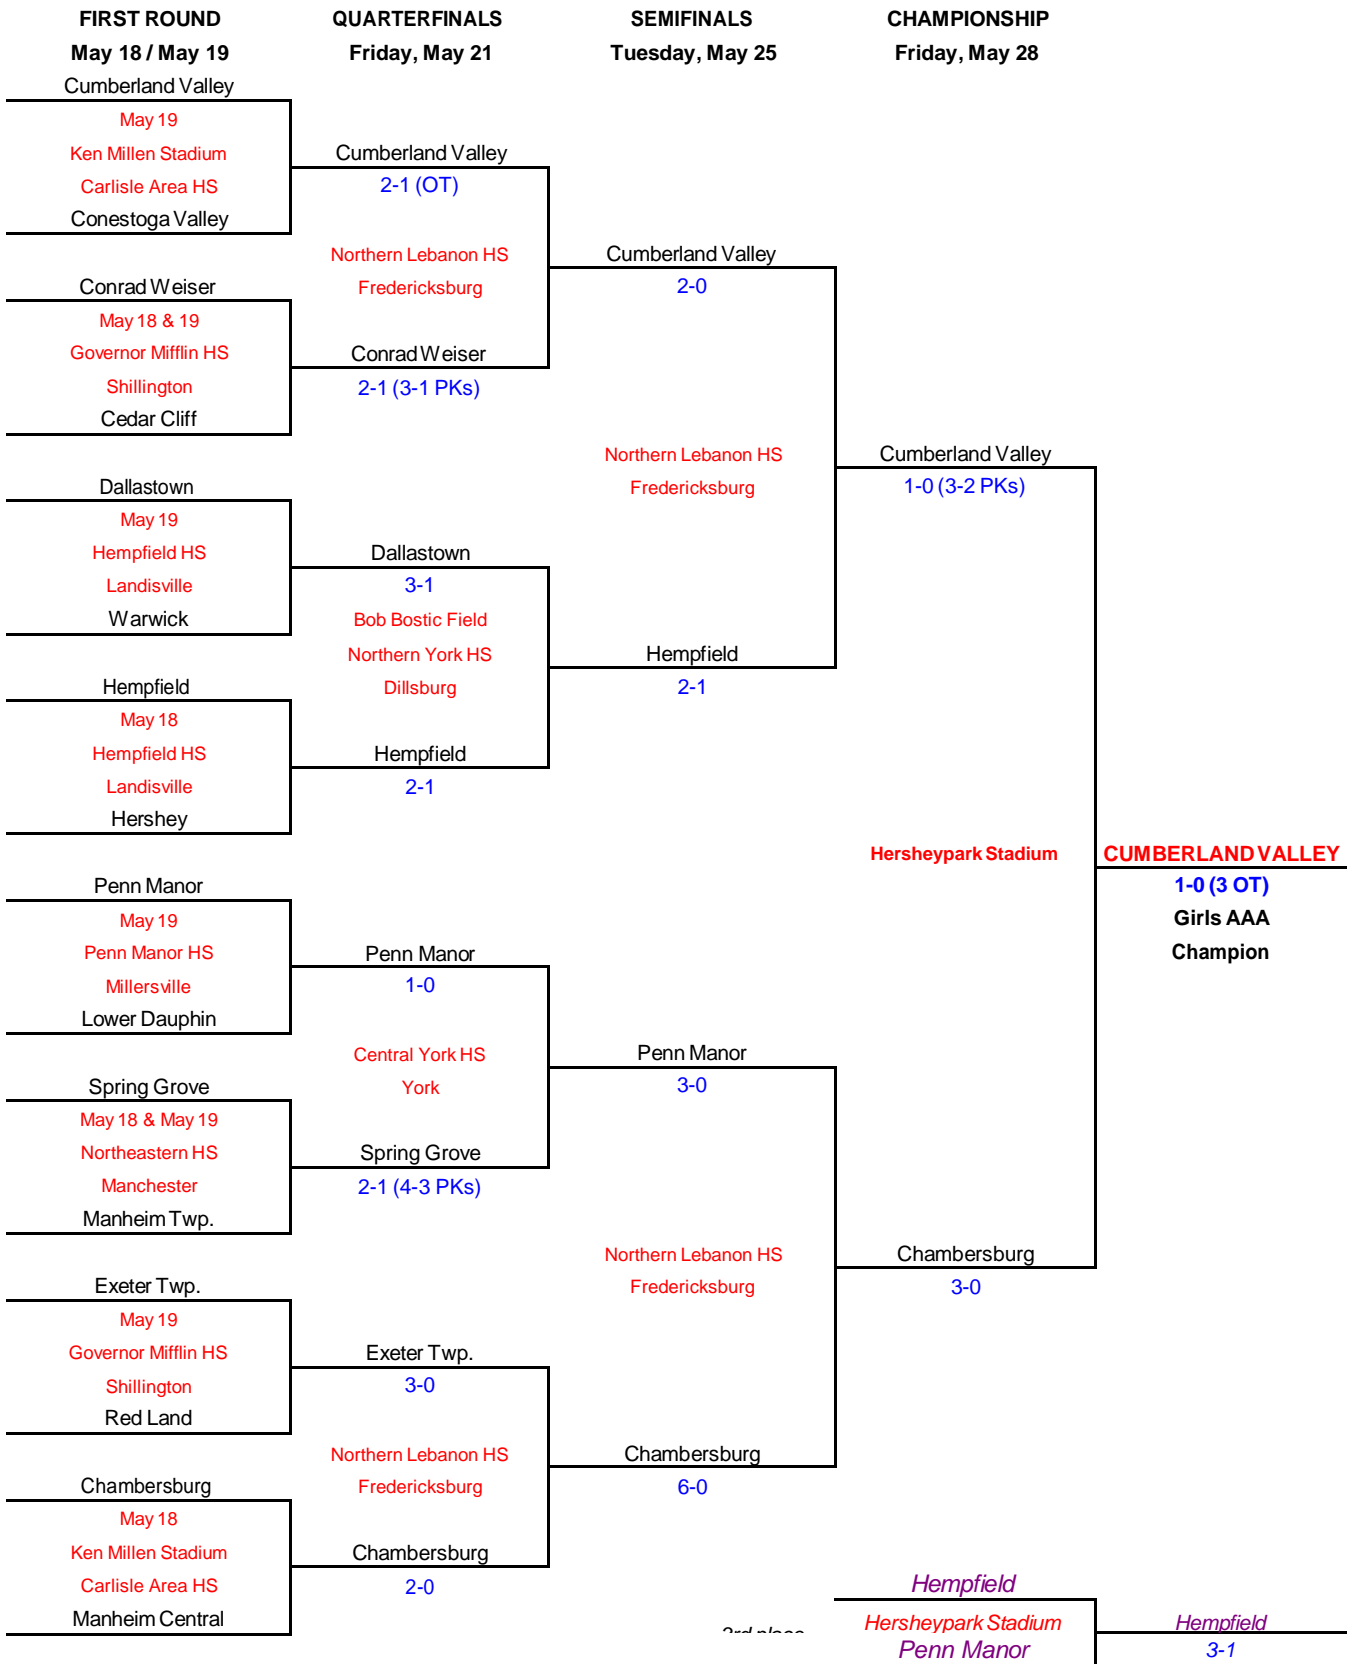 FIRST ROUND
May 18 / May 19
QUARTERFINALS
Friday, May 21
SEMIFINALS
Tuesday, May 25
CHAMPIONSHIP
Friday, May 28
Cumberland Valley
May 19
Ken Millen Stadium
Carlisle Area HS
Conestoga Valley
Conrad Weiser
May 18 & 19
Governor Mifflin HS
Shillington
Cedar Cliff
Dallastown
May 19
Hempfield HS
Landisville
Warwick
Hempfield
May 18
Hempfield HS
Landisville
Hershey
Penn Manor
May 19
Penn Manor HS
Millersville
Lower Dauphin
Spring Grove
May 18 & May 19
Northeastern HS
Manchester
Manheim Twp.
Exeter Twp.
May 19
Governor Mifflin HS
Shillington
Red Land
Chambersburg
May 18
Ken Millen Stadium
Carlisle Area HS
Manheim Central
Cumberland Valley
2-1 (OT)
Northern Lebanon HS
Fredericksburg
Conrad Weiser
2-1 (3-1 PKs)
Dallastown
3-1
Bob Bostic Field
Northern York HS
Dillsburg
Hempfield
2-1
Penn Manor
1-0
Central York HS
York
Spring Grove
2-1 (4-3 PKs)
Exeter Twp.
3-0
Northern Lebanon HS
Fredericksburg
Chambersburg
2-0
Cumberland Valley
2-0
Northern Lebanon HS
Fredericksburg
Hempfield
2-1
Penn Manor
3-0
Northern Lebanon HS
Fredericksburg
Chambersburg
6-0
Cumberland Valley
1-0 (3-2 PKs)
Hersheypark Stadium
Chambersburg
3-0
CUMBERLAND VALLEY
1-0 (3 OT)
Girls AAA
Champion
3rd place
Hempfield
Hersheypark Stadium
Penn Manor
Hempfield
3-1